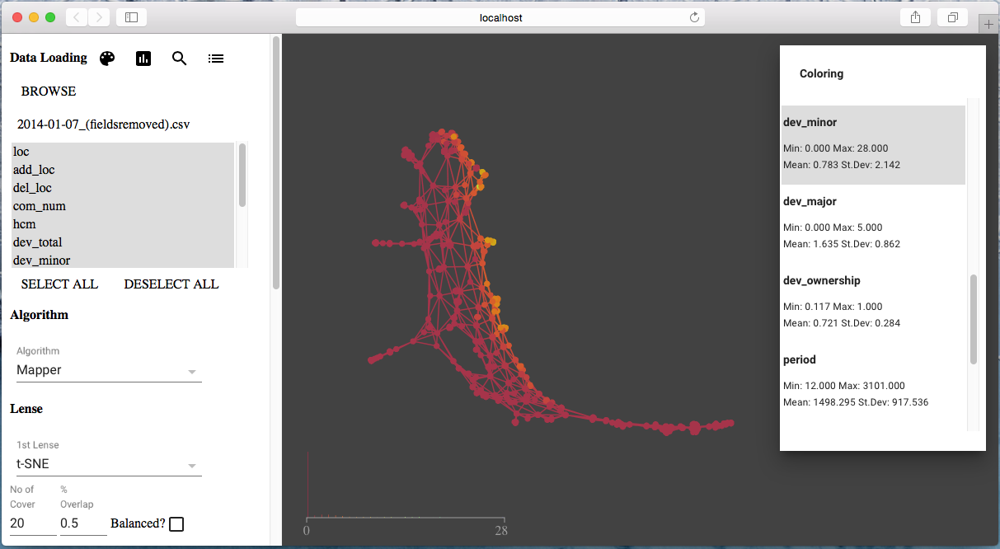 localhost
Data Loading
BROWSE
2014-01-07_(fieldsremoved).csv
loc
add_loc
del_loc
com_num
hcm
dev_total
dev_minor
SELECT ALL DESELECT ALL
Algorithm
Algorithm
Mapper
Lense
1st Lense
t-SNE
No of Cover
% Overlap
20
0.5
Balanced?
0 28
Coloring
dev_minor
Min: 0.000 Max: 28.000
Mean: 0.783 St.Dev: 2.142
dev_major
Min: 0.000 Max: 5.000
Mean: 1.635 St.Dev: 0.862
dev_ownership
Min: 0.117 Max: 1.000
Mean: 0.721 St.Dev: 0.284
period
Min: 12.000 Max: 3101.000
Mean: 1498.295 St.Dev: 917.536